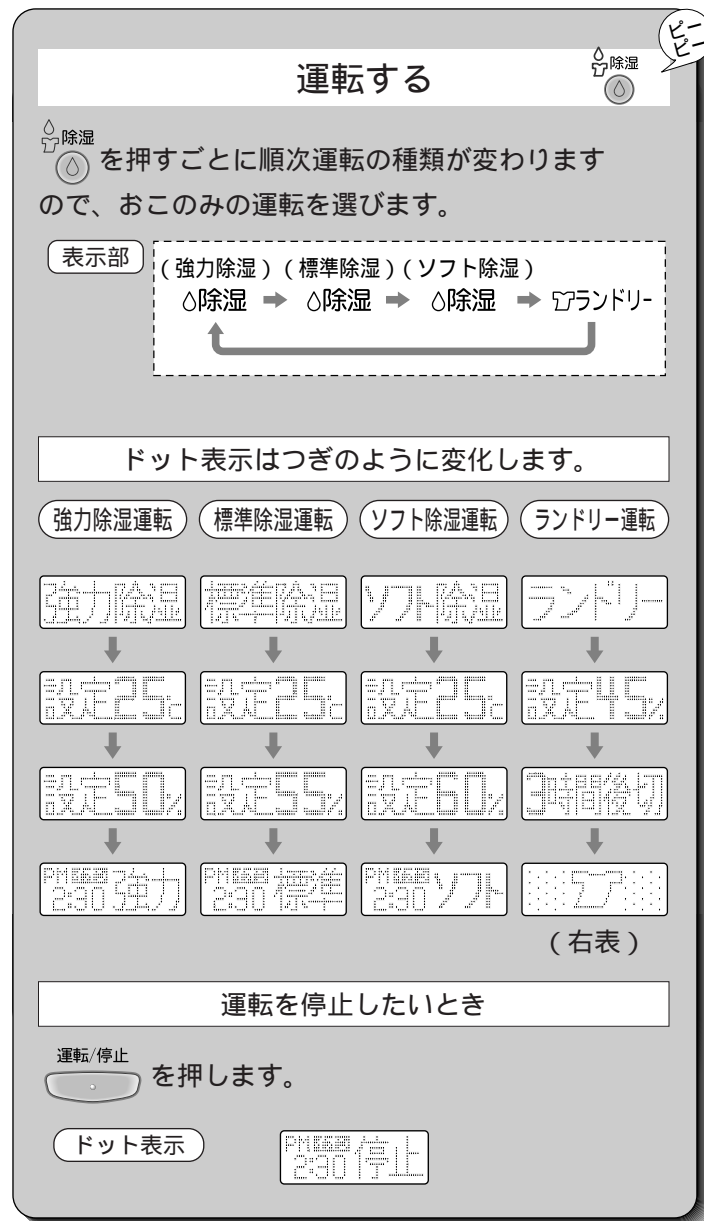 ピー
ピー
運転する
除湿
除湿
を押すごとに順次運転の種類が変わります
ので、おこのみの運転を選びます。
表示部
(強力除湿)(標準除湿)(ソフト除湿)
除湿 ➡ 除湿 ➡ 除湿 ➡ ランドリー
ドット表示はつぎのように変化します。
強力除湿運転 標準除湿運転 ソフト除湿運転 ランドリー運転
強力除湿 標準除湿 ソフト除湿 ランドリー
設定25℃ 設定25℃ 設定25℃ 設定45%
設定50% 設定55% 設定60% 3時間後切
PM 2:30 強力 PM 2:30 標準 PM 2:30 ソフト
(右表)
運転を停止したいとき
運転/停止
を押します。
ドット表示
PM 2:30 停止